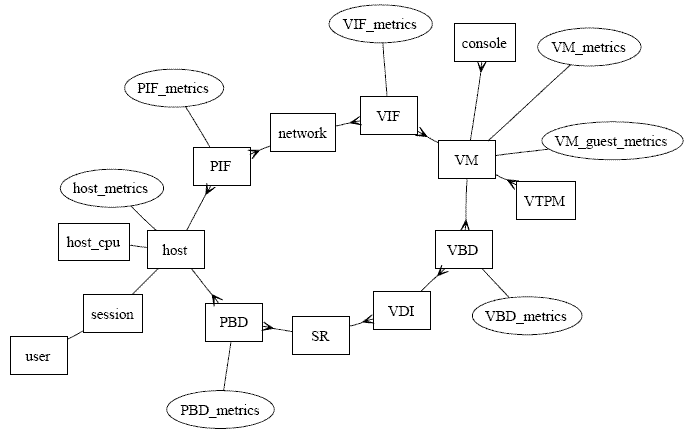 VIF_metrics
console
VM_metrics
PIF_metrics
VIF
network
VM_guest_metrics
PIF
VM
host_metrics
VTPM
host_cpu
host
VBD
session
VDI
VBD_metrics
PBD
SR
user
PBD_metrics